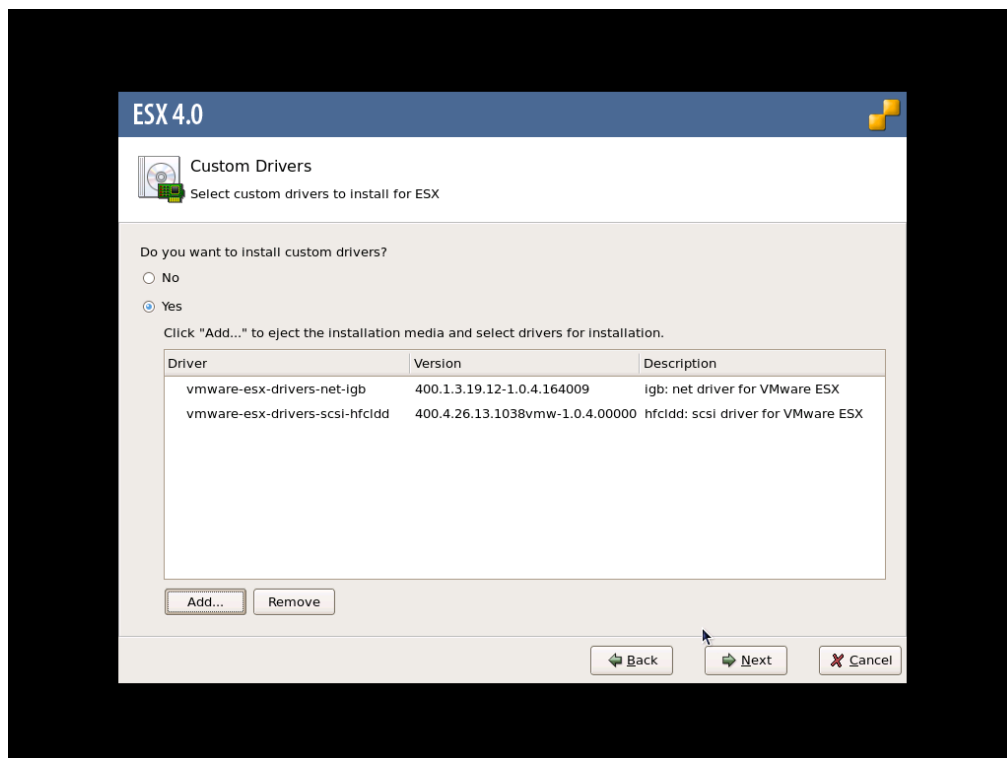 ESX 4.0
Custom Drivers
Select custom drivers to install for ESX
Do you want to install custom drivers?
No
Yes
Click "Add..." to eject the installation media and select drivers for installation.
Driver Version Description
vmware-esx-drivers-net-igb 400.1.3.19.12-1.0.4.164009 igb: net driver for VMware ESX
vmware-esx-drivers-scsi-hfcldd 400.4.26.13.1038vmw-1.0.4.00000 hfcldd: scsi driver for VMware ESX
Add... Remove
Back Next Cancel